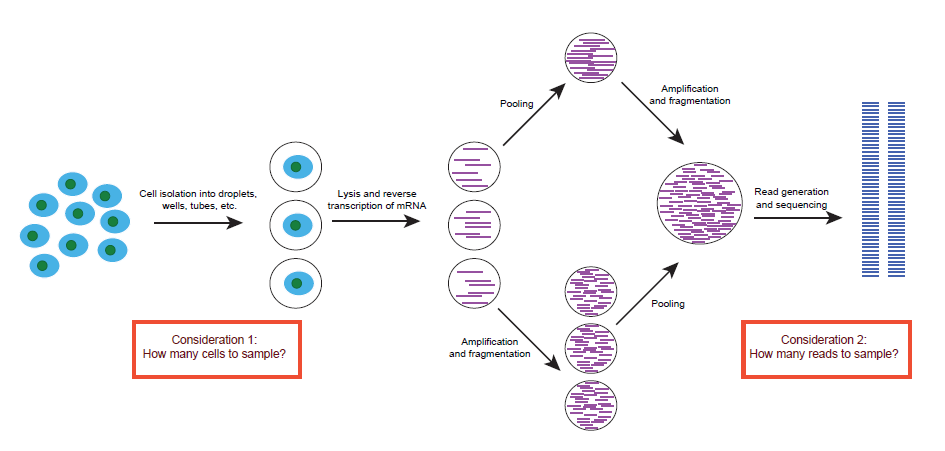 Cell isolation into droplets,
wells, tubes, etc.
Lysis and reverse
transcription of mRNA
Pooling
Amplification
and fragmentation
Amplification
and fragmentation
Pooling
Read generation
and sequencing
Consideration 1:
How many cells to sample?
Consideration 2:
How many reads to sample?